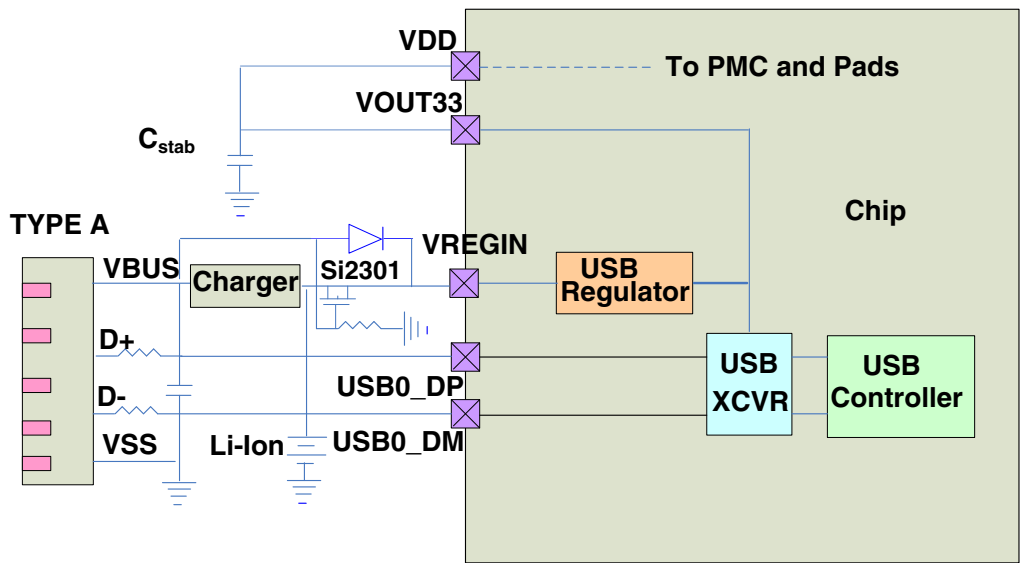 VDD
To PMC and Pads
VOUT33
Cstab
Chip
TYPE A
VREGIN
VBUS
Charger
Si2301
USB
Regulator
D+
USB
XCVR
USB
Controller
USB0_DP
D-
VSS
Li-Ion
USB0_DM